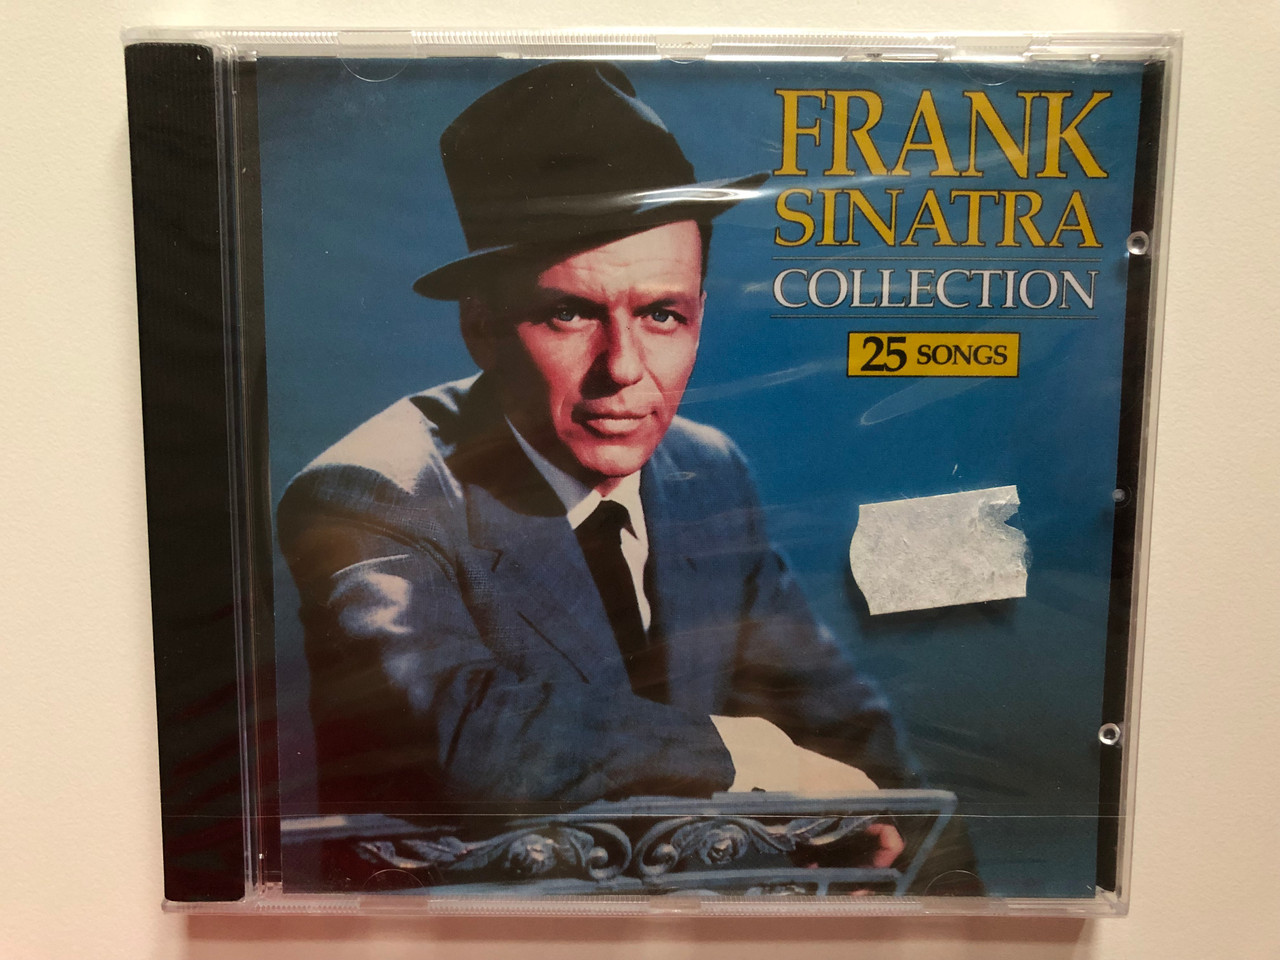 FRANK
SINATRA
COLLECTION
25 SONGS